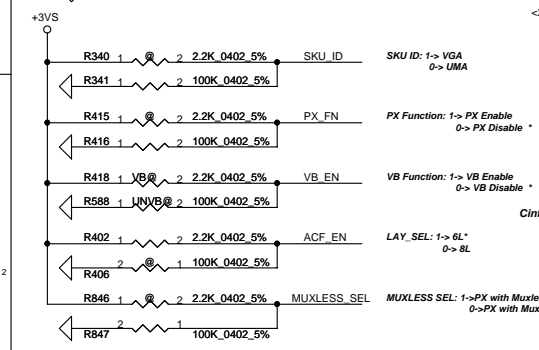 +3VS
R340 1 @ 2 2.2K_0402_5% SKU_ID SKU ID: 1-> VGA
R341 1 2 100K_0402_5% 0-> UMA
R415 1 @ 2 2.2K_0402_5% PX_FN PX Function: 1-> PX Enable
R416 1 2 100K_0402_5% 0-> PX Disable *
R418 1 VB@ 2 2.2K_0402_5% VB_EN VB Function: 1-> VB Enable
R588 1 UNVB@ 2 100K_0402_5% 0-> VB Disable *
R402 1 2 2.2K_0402_5% ACF_EN LAY_SEL: 1-> 6L*
R406 2 @ 1 100K_0402_5% 0-> 8L
2
R846 1 @ 2 2.2K_0402_5% MUXLESS_SEL MUXLESS SEL: 1->PX with Muxle
R847 2 1 100K_0402_5% 0->PX with Mux